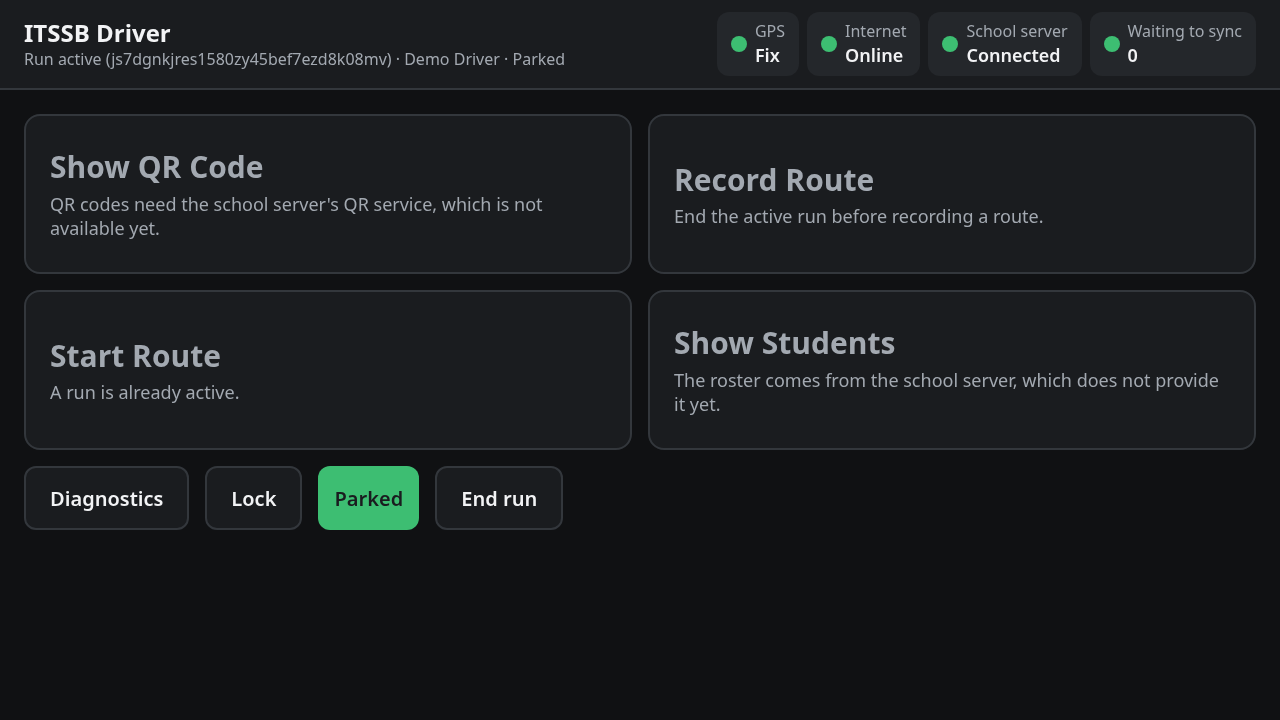 ITSSB Driver
Run active (js7dgnkjres1580zy45bef7ezd8k08mv) · Demo Driver · Parked
GPS
Fix
Internet
Online
School server
Connected
Waiting to sync
0
Show QR Code
QR codes need the school server's QR service, which is not
available yet.
Record Route
End the active run before recording a route.
Start Route
A run is already active.
Show Students
The roster comes from the school server, which does not provide
it yet.
Diagnostics
Lock
Parked
End run